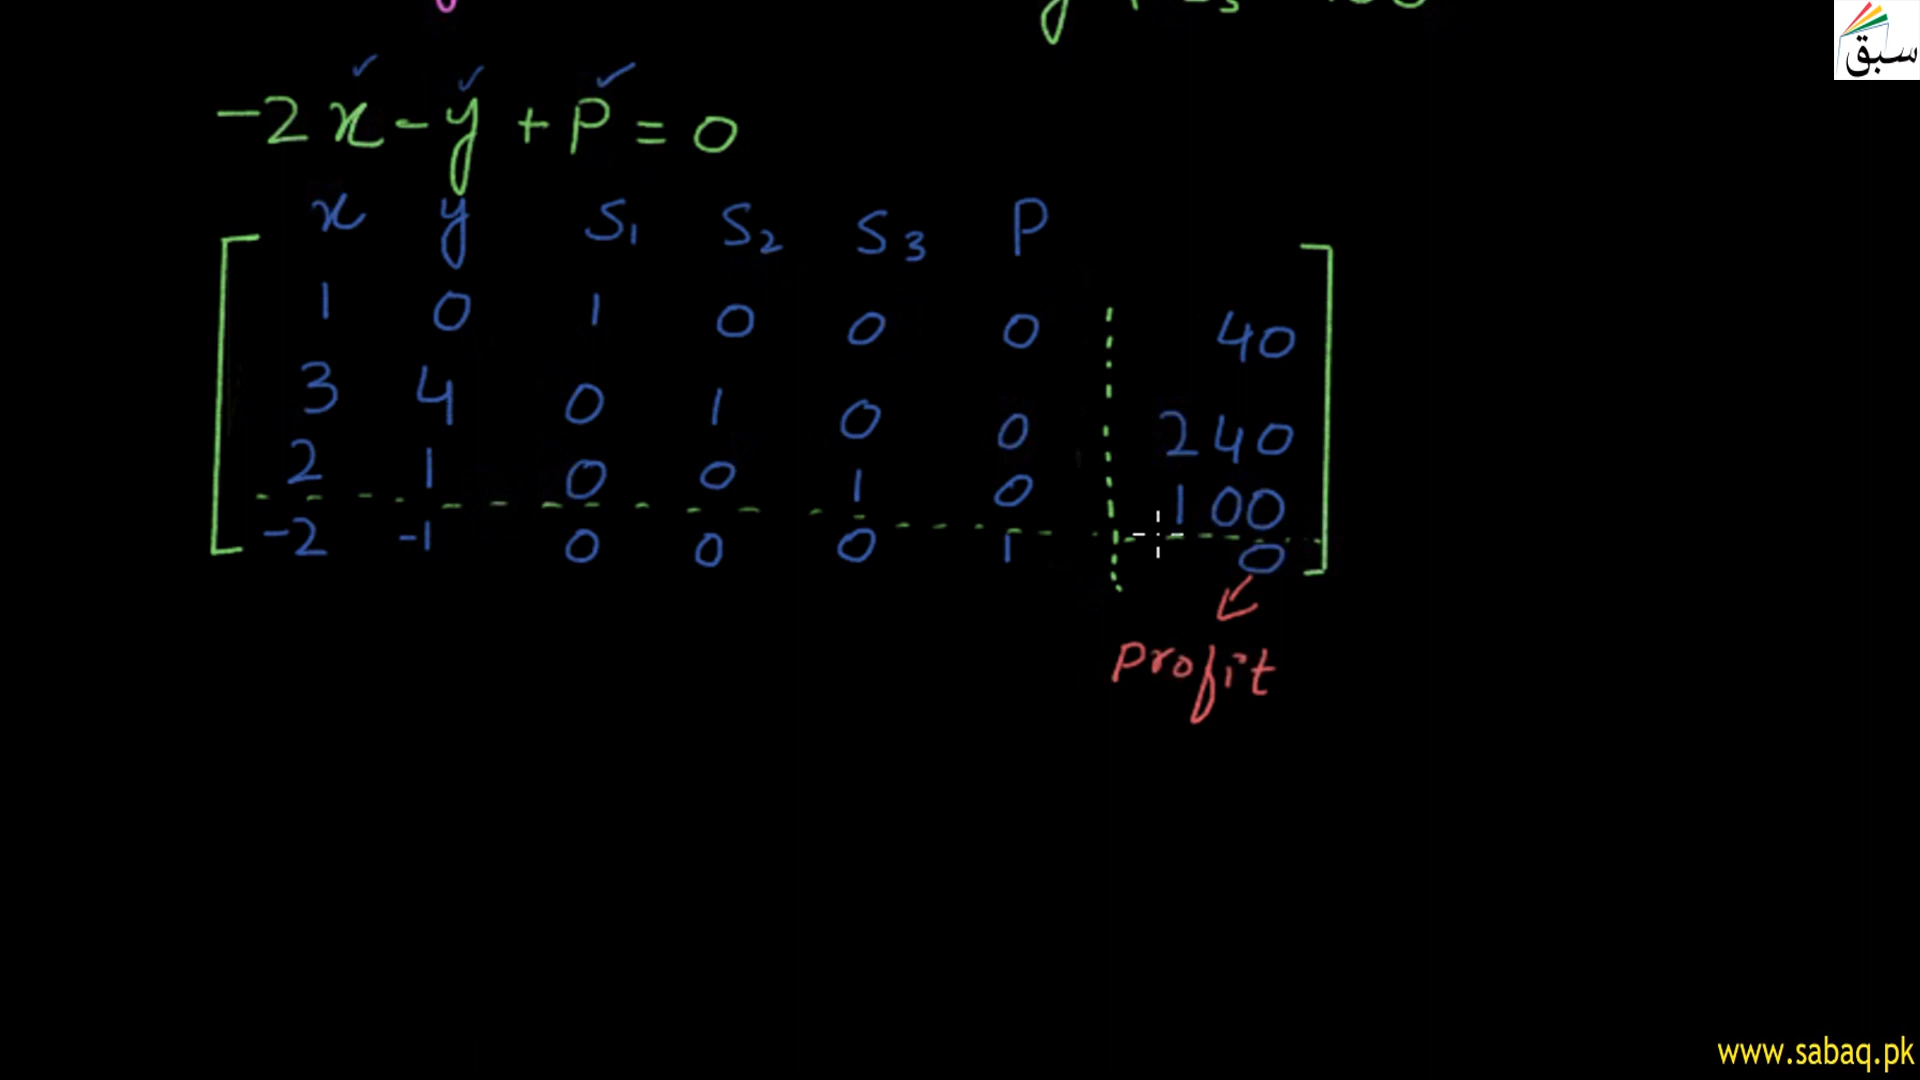 سبق
-2x - y + P = 0
x y S1 S2 S3 P
1 0 1 0 0 0 40
3 4 0 1 0 0 240
2 1 0 0 1 0 100
-2 -1 0 0 0 1 0
Profit
www.sabaq.pk